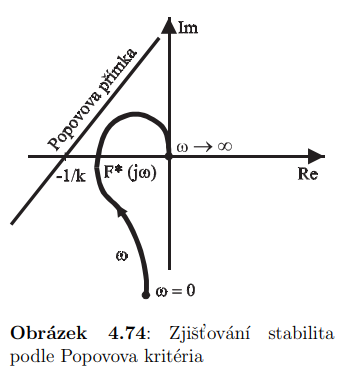 Im
Popovova přímka
ω → ∞
-1/k
F* (jω)
Re
ω
ω = 0
Obrázek 4.74: Zjišťování stabilita
podle Popovova kritéria